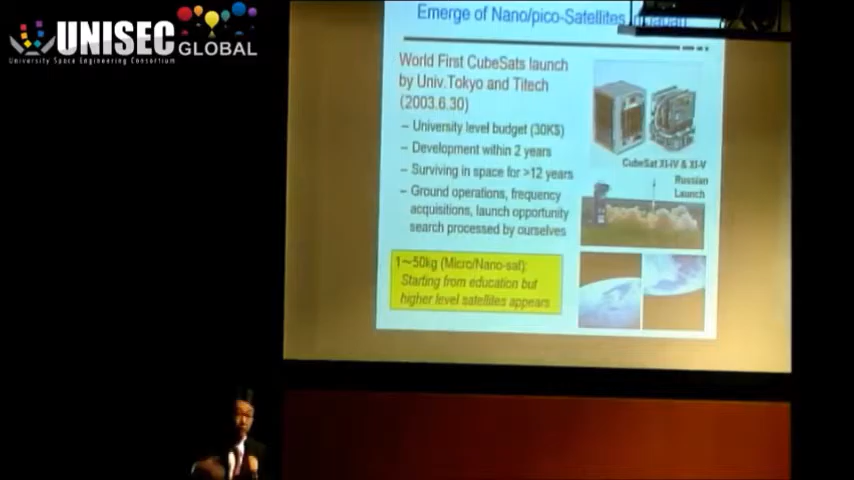 UNISEC
GLOBAL
University Space Engineering Consortium
Emerge of Nano/pico-Satellites in Japan
World First CubeSats launch
by Univ.Tokyo and Titech
(2003.6.30)
– University level budget (30K$)
– Development within 2 years
– Surviving in space for >12 years
– Ground operations, frequency
acquisitions, launch opportunity
search processed by ourselves
CubeSat XI-IV & XI-V
Russian
Launch
1～50kg (Micro/Nano-sat):
Starting from education but
higher level satellites appears